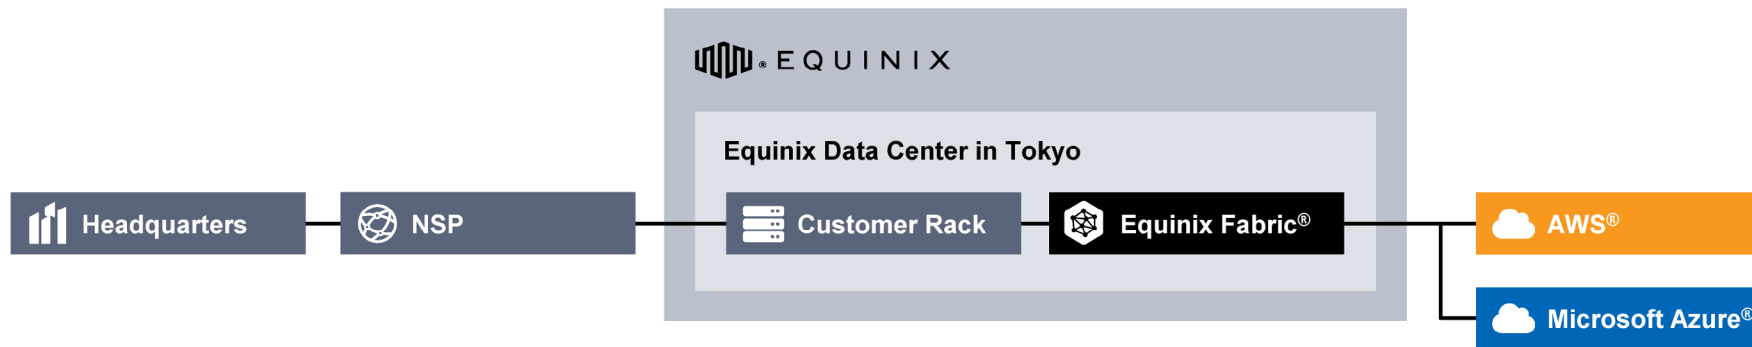 ® EQUINIX
Equinix Data Center in Tokyo
Headquarters
NSP
Customer Rack
Equinix Fabric®
AWS®
Microsoft Azure®